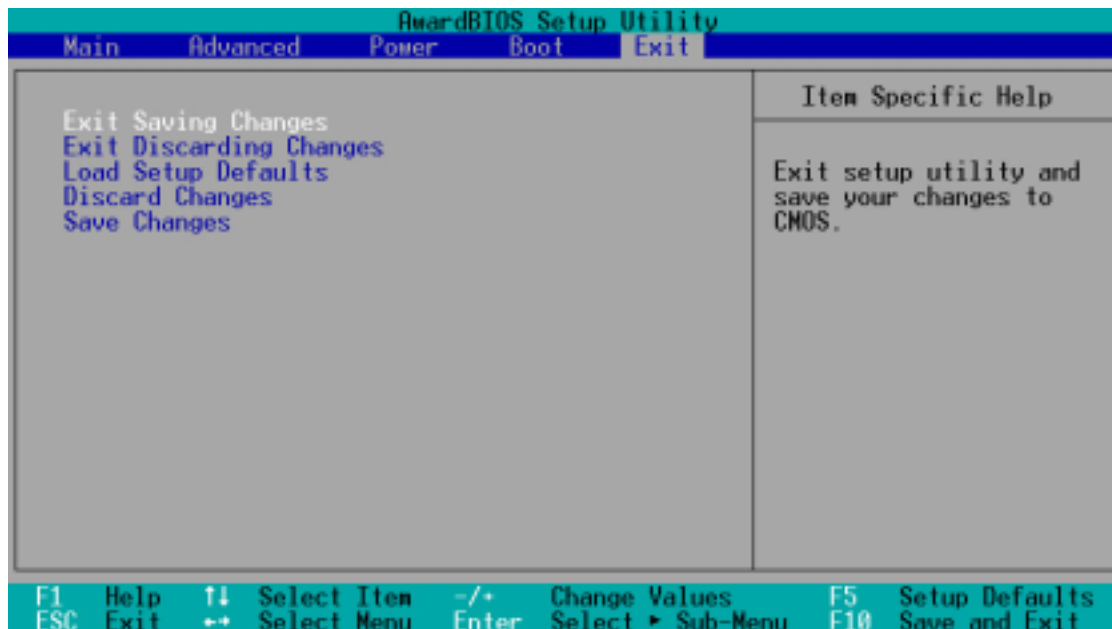 AwardBIOS Setup Utility
Main Advanced Power Boot Exit
Item Specific Help
Exit Saving Changes
Exit Discarding Changes
Load Setup Defaults
Discard Changes
Save Changes
Exit setup utility and
save your changes to
CMOS.
F1 Help ↑↓ Select Item -/+ Change Values F5 Setup Defaults
ESC Exit ←→ Select Menu Enter Select ► Sub-Menu F10 Save and Exit